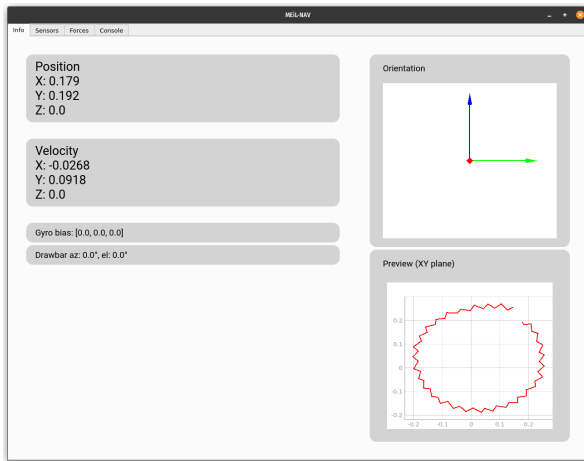 MEiL-NAV
Info Sensors Forces Console
Position
X: 0.179
Y: 0.192
Z: 0.0
Velocity
X: -0.0268
Y: 0.0918
Z: 0.0
Gyro bias: [0.0, 0.0, 0.0]
Drawbar az: 0.0°, el: 0.0°
Orientation
Preview (XY plane)
0.2
0.1
0
-0.1
-0.2
-0.2 -0.1 0 0.1 0.2